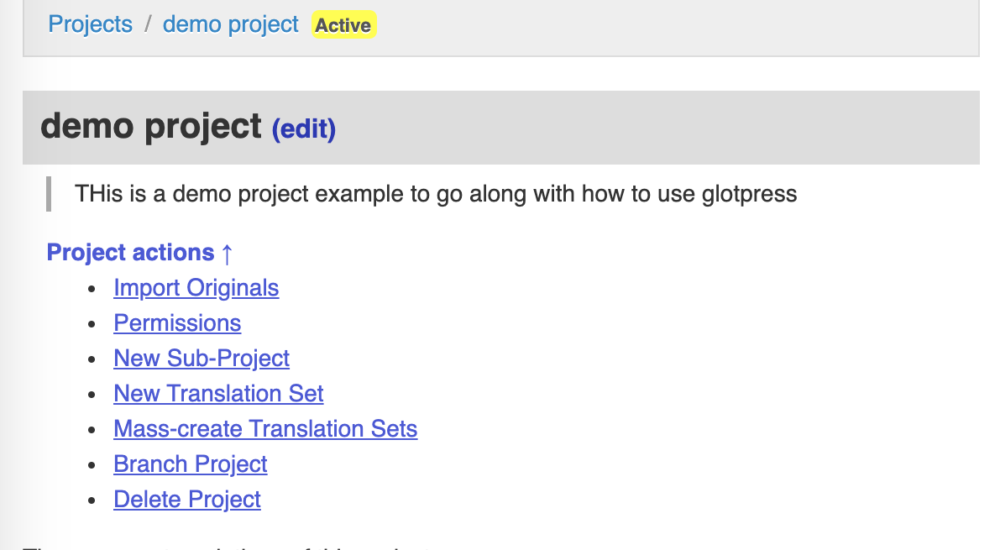 Projects / demo project Active
demo project (edit)
THis is a demo project example to go along with how to use glotpress
Project actions ↑
Import Originals
Permissions
New Sub-Project
New Translation Set
Mass-create Translation Sets
Branch Project
Delete Project